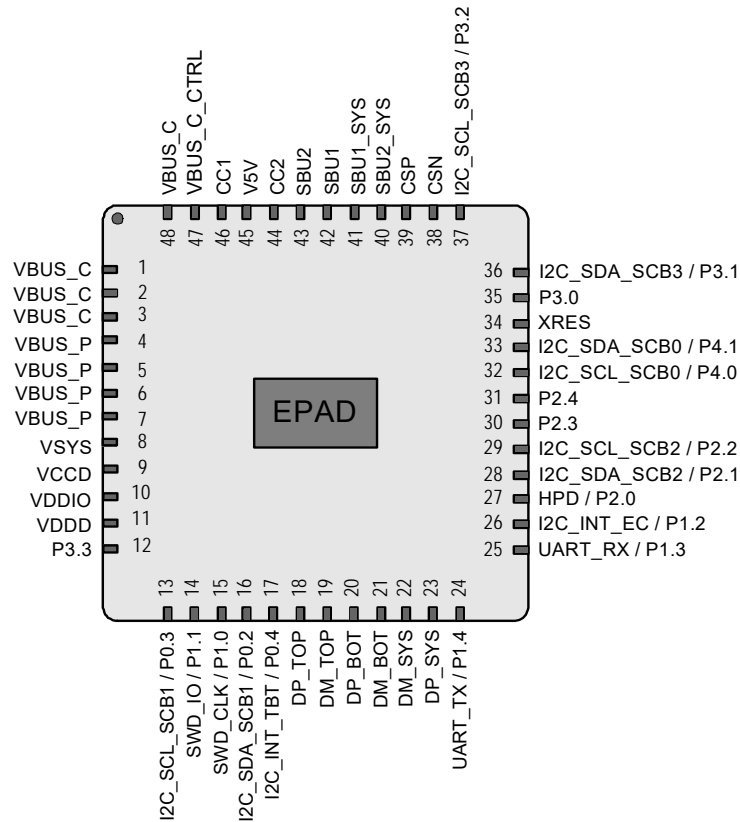 VBUS_C
VBUS_C_CTRL
CC1
V5V
CC2
SBU2
SBU1
SBU1_SYS
SBU2_SYS
CSP
CSN
I2C_SCL_SCB3 / P3.2
48
47
46
45
44
43
42
41
40
39
38
37
VBUS_C 1
VBUS_C 2
VBUS_C 3
VBUS_P 4
VBUS_P 5
VBUS_P 6
VBUS_P 7
VSYS 8
VCCD 9
VDDIO 10
VDDD 11
P3.3 12
EPAD
36 I2C_SDA_SCB3 / P3.1
35 P3.0
34 XRES
33 I2C_SDA_SCB0 / P4.1
32 I2C_SCL_SCB0 / P4.0
31 P2.4
30 P2.3
29 I2C_SCL_SCB2 / P2.2
28 I2C_SDA_SCB2 / P2.1
27 HPD / P2.0
26 I2C_INT_EC / P1.2
25 UART_RX / P1.3
13
14
15
16
17
18
19
20
21
22
23
24
I2C_SCL_SCB1 / P0.3
SWD_IO / P1.1
SWD_CLK / P1.0
I2C_SDA_SCB1 / P0.2
I2C_INT_TBT / P0.4
DP_TOP
DM_TOP
DP_BOT
DM_BOT
DM_SYS
DP_SYS
UART_TX / P1.4